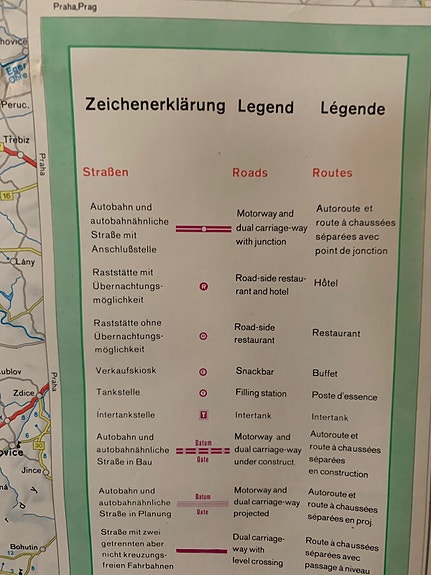 Praha,Prag
hovice
Eger
Ohře
Peruc.
Třebíz
Praha
16
Lány
Praha
Zdice
ovice
Jince
Bohutín
12
Zeichenerklärung Legend Légende
Straßen Roads Routes
Autobahn und
autobahnähnliche
Straße mit
Anschlußstelle
Motorway and
dual carriage-way
with junction
Autoroute et
route à chaussées
séparées avec
point de jonction
Raststätte mit
Übernachtungs-
möglichkeit
R
Road-side restau-
rant and hotel
Hôtel
Raststätte ohne
Übernachtungs-
möglichkeit
Road-side
restaurant
Restaurant
Verkaufskiosk
Snackbar
Buffet
Tankstelle
Filling station
Poste d'essence
Intertankstelle
T
Intertank
Intertank
Autobahn und
autobahnähnliche
Straße in Bau
Datum
Date
Motorway and
dual carriage-way
under construct.
Autoroute et
route à chaussées
séparées
en construction
Autobahn und
autobahnähnliche
Straße in Planung
Datum
Date
Motorway and
dual carriage-way
projected
Autoroute et
route à chaussées
séparées en proj.
Straße mit zwei
getrennten aber
nicht kreuzungs-
freien Fahrbahnen
Dual carriage-
way with
level crossing
Route à chaussées
séparées avec
passage à niveau